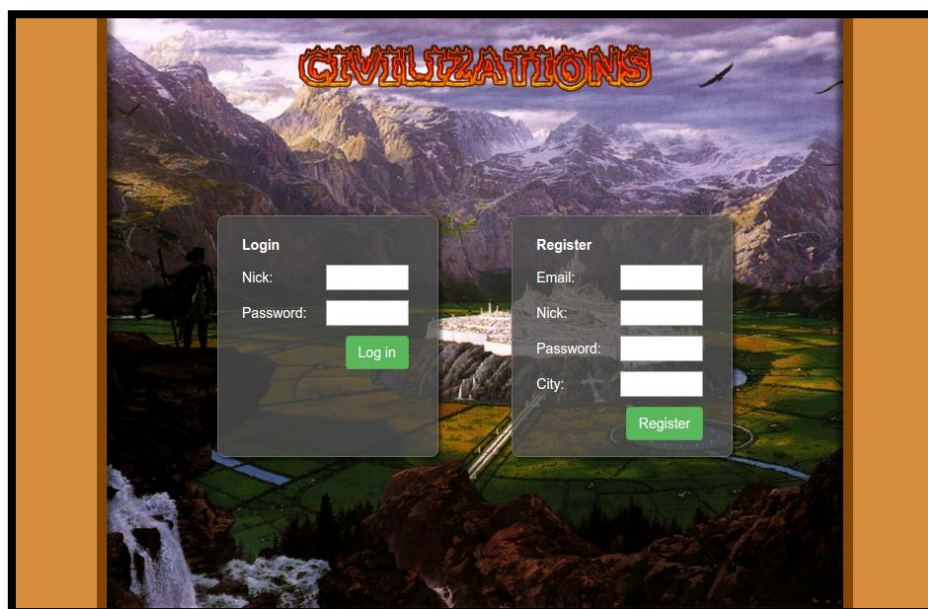 CIVILIZATIONS
Login
Nick:
Password:
Log in
Register
Email:
Nick:
Password:
City:
Register